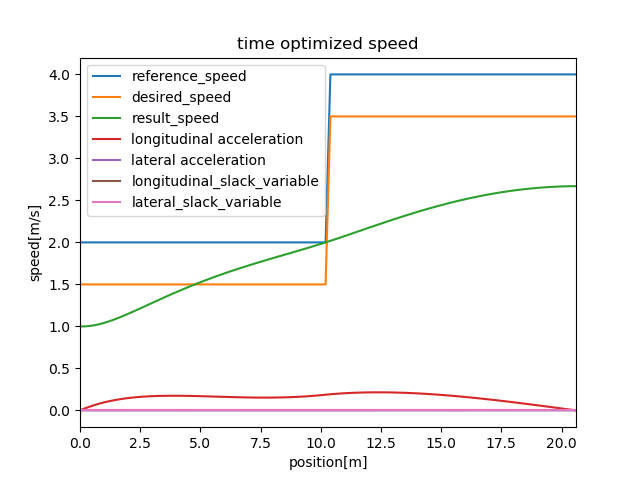 time optimized speed
reference_speed
desired_speed
result_speed
longitudinal acceleration
lateral acceleration
longitudinal_slack_variable
lateral_slack_variable
speed[m/s]
4.0
3.5
3.0
2.5
2.0
1.5
1.0
0.5
0.0
0.0 2.5 5.0 7.5 10.0 12.5 15.0 17.5 20.0
position[m]